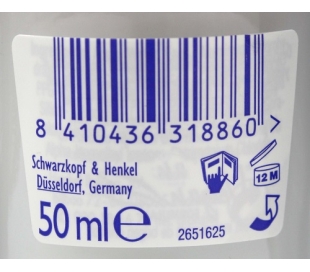 8 410436 318860 >
Schwarzkopf & Henkel
Düsseldorf, Germany
12 M
50 ml e
2651625